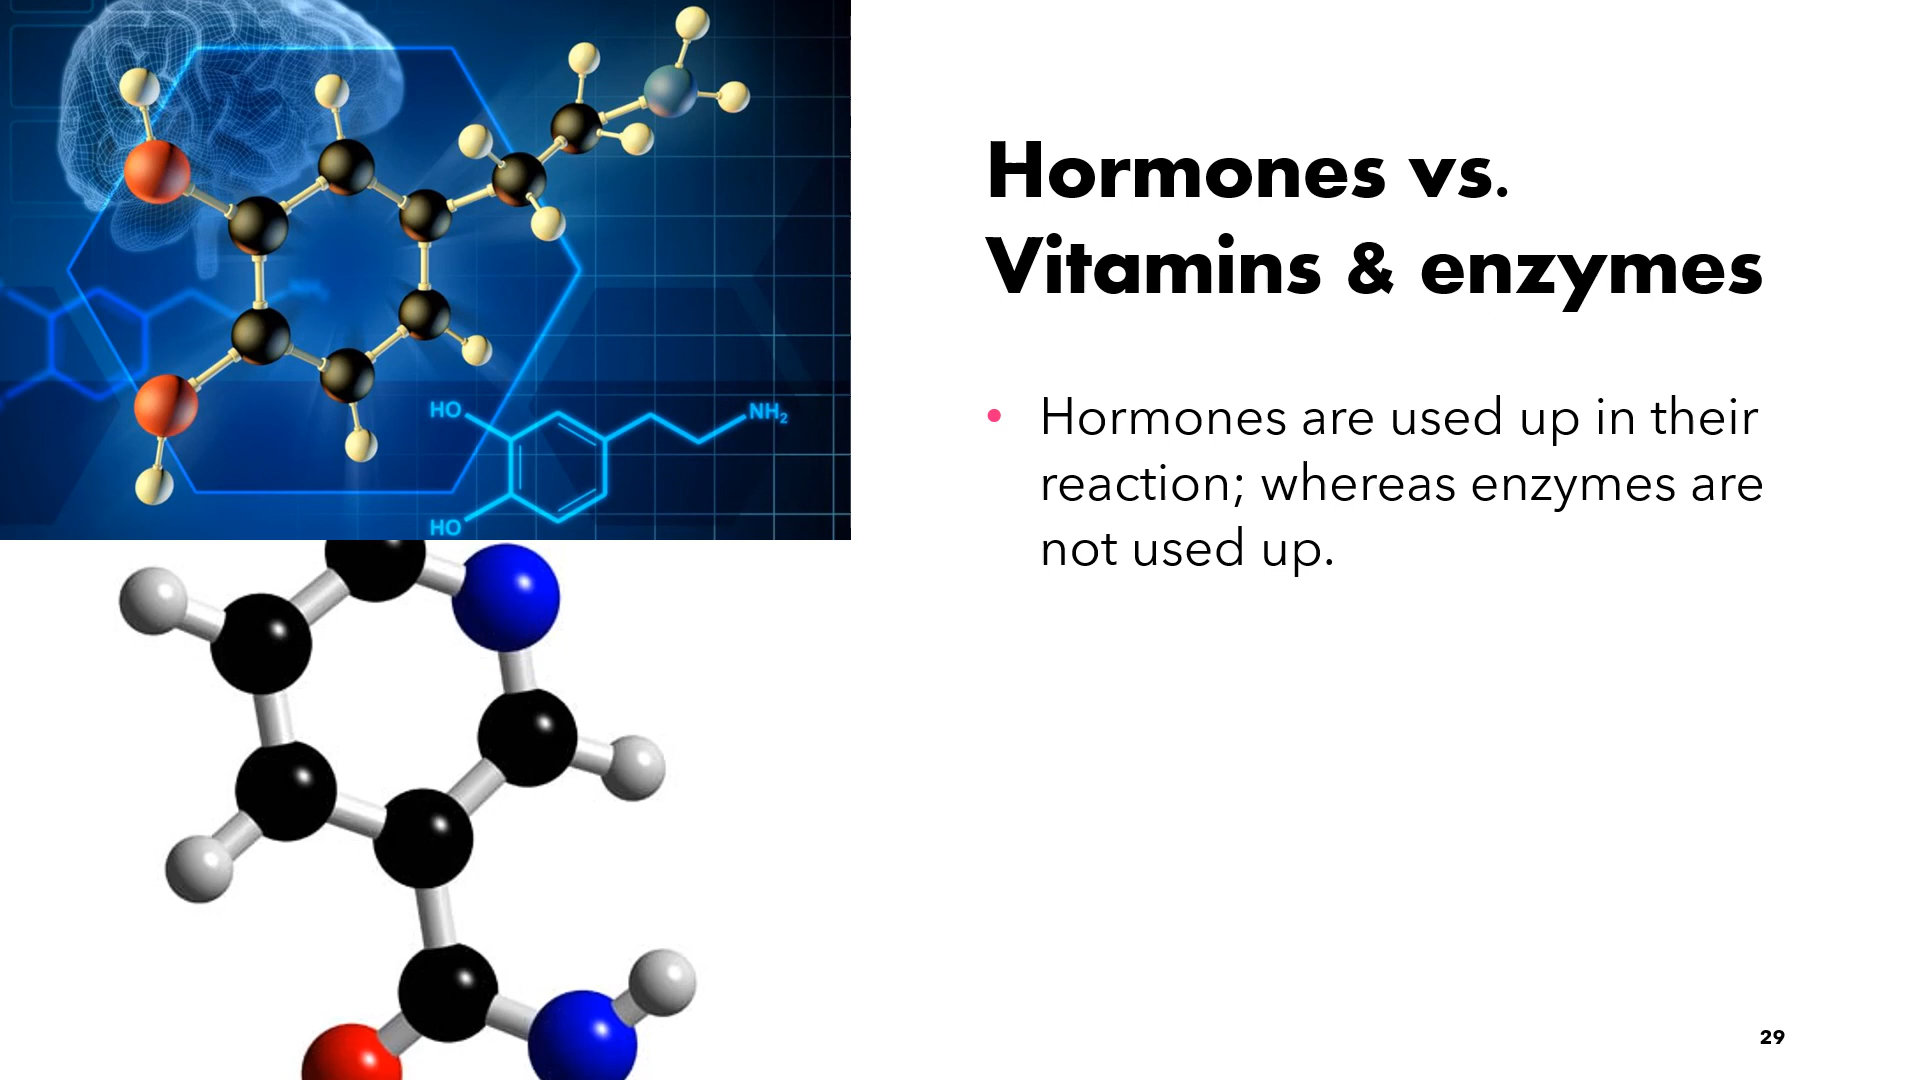 HO
NH2
HO
Hormones vs.
Vitamins & enzymes
• Hormones are used up in their
reaction; whereas enzymes are
not used up.
29